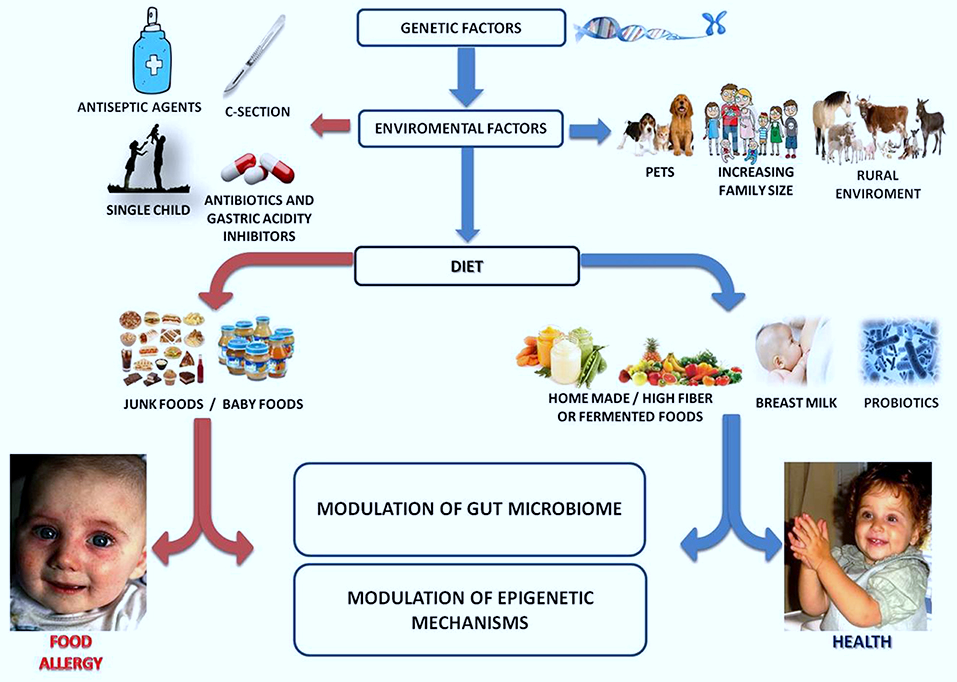 GENETIC FACTORS
ANTISEPTIC AGENTS
C-SECTION
ENVIROMENTAL FACTORS
SINGLE CHILD
ANTIBIOTICS AND
GASTRIC ACIDITY
INHIBITORS
PETS
INCREASING
FAMILY SIZE
RURAL
ENVIROMENT
DIET
JUNK FOODS / BABY FOODS
HOME MADE / HIGH FIBER
OR FERMENTED FOODS
BREAST MILK
PROBIOTICS
MODULATION OF GUT MICROBIOME
MODULATION OF EPIGENETIC
MECHANISMS
FOOD
ALLERGY
HEALTH